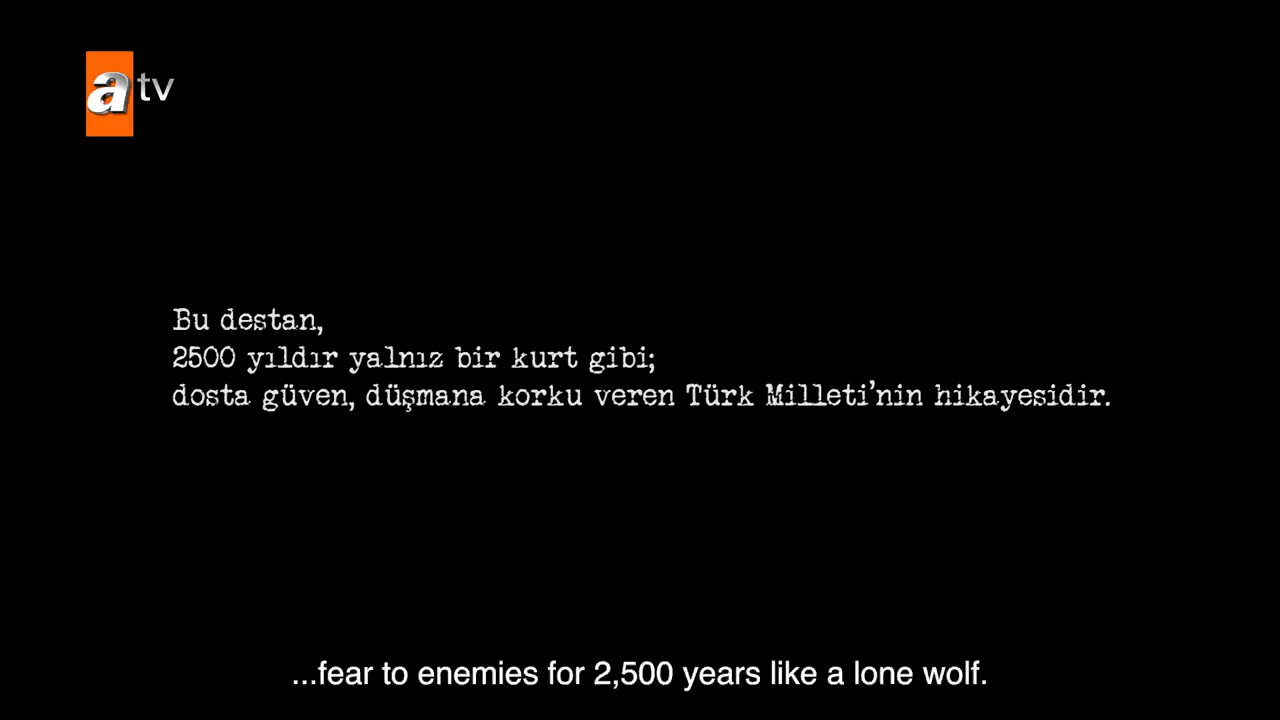 atv
Bu destan,
2500 yıldır yalnız bir kurt gibi;
dosta güven, düşmana korku veren Türk Milleti'nin hikayesidir.
...fear to enemies for 2,500 years like a lone wolf.